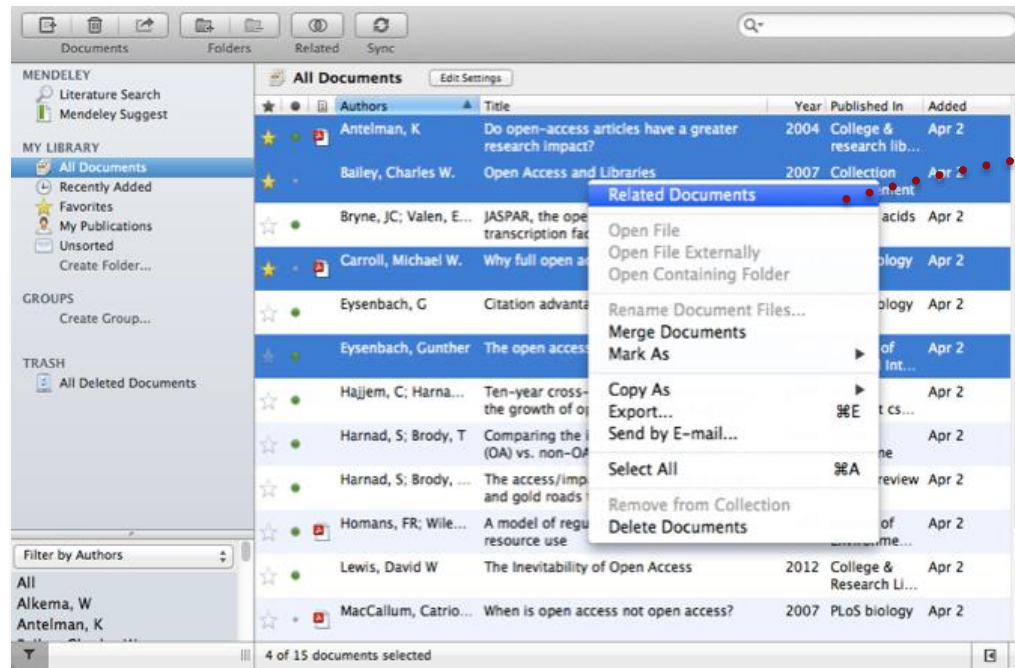 Documents Folders Related Sync
MENDELEY
Literature Search
Mendeley Suggest
MY LIBRARY
All Documents
Recently Added
Favorites
My Publications
Unsorted
Create Folder...
GROUPS
Create Group...
TRASH
All Deleted Documents
Filter by Authors
All
Alkema, W
Antelman, K
All Documents Edit Settings
Authors Title Year Published In Added
Antelman, K Do open-access articles have a greater 2004 College & Apr 2
research impact? research lib...
Bailey, Charles W. Open Access and Libraries 2007 Collection Apr 2
Bryne, JC; Valen, E... JASPAR, the ope acids Apr 2
transcription fac
Carroll, Michael W. Why full open a Apr 2
Eysenbach, G Citation advanta Apr 2
Eysenbach, Gunther The open access of Apr 2
Int...
Hajjem, C; Harna... Ten-year cross- Apr 2
the growth of o t cs...
Harnad, S; Brody, T Comparing the i Apr 2
(OA) vs. non-OA
Harnad, S; Brody, ... The access/imp review Apr 2
and gold roads
Homans, FR; Wile... A model of regu of Apr 2
resource use
Lewis, David W The Inevitability of Open Access 2012 College & Apr 2
Research Li...
MacCallum, Catrio... When is open access not open access? 2007 PLoS biology Apr 2
Related Documents
Open File
Open File Externally
Open Containing Folder
Rename Document Files...
Merge Documents
Mark As
Copy As
Export... ⌘E
Send by E-mail...
Select All ⌘A
Remove from Collection
Delete Documents
4 of 15 documents selected